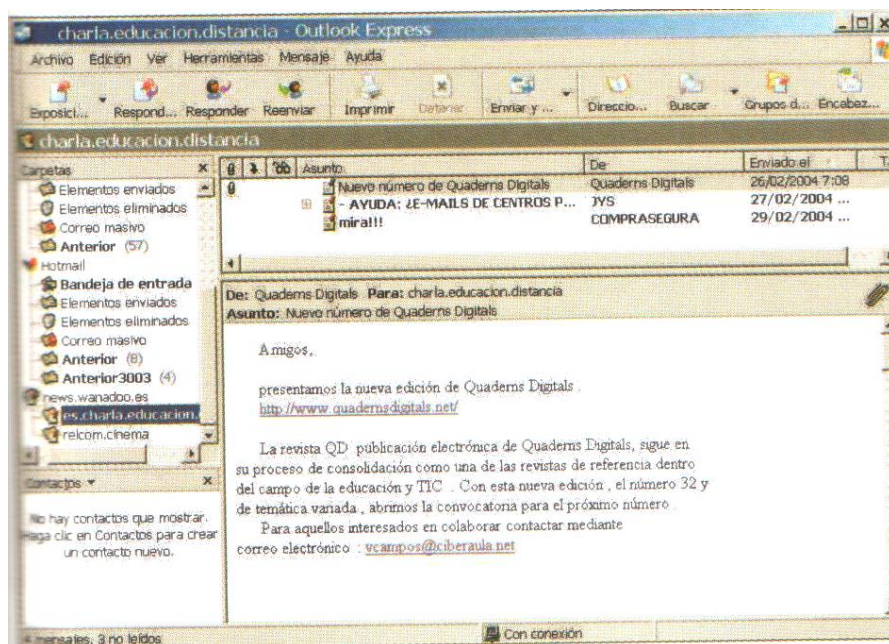 charla.educacion.distancia - Outlook Express
Archivo Edición Ver Herramientas Mensaje Ayuda
Exposici... Respond... Responder Reenviar Imprimir Detener Enviar y ... Direccio... Buscar Grupos d... Encabez...
charla.educacion.distancia
Carpetas
Elementos enviados
Elementos eliminados
Correo masivo
Anterior (57)
Hotmail
Bandeja de entrada
Elementos enviados
Elementos eliminados
Correo masivo
Anterior (8)
Anterior3003 (4)
news.wanadoo.es
es.charla.educacion.
relcom.cinema
Contactos
No hay contactos que mostrar.
Haga clic en Contactos para crear
un contacto nuevo.
Asunto De Enviado el T
Nuevo número de Quaderns Digitals Quaderns Digitals 26/02/2004 7:08
- AYUDA: ¿E-MAILS DE CENTROS P... JYS 27/02/2004 ...
mira!!! COMPRASEGURA 29/02/2004 ...
De: Quaderns Digitals Para: charla.educacion.distancia
Asunto: Nuevo número de Quaderns Digitals
Amigos,
presentamos la nueva edición de Quaderns Digitals .
http://www.quadernsdigitals.net/
La revista QD publicación electrónica de Quaderns Digitals, sigue en
su proceso de consolidación como una de las revistas de referencia dentro
del campo de la educación y TIC . Con esta nueva edición , el número 32 y
de temática variada , abrimos la convocatoria para el próximo número .
Para aquellos interesados en colaborar contactar mediante
correo electrónico : vcampos@ciberaula.net
mensajes, 3 no leídos
Con conexión